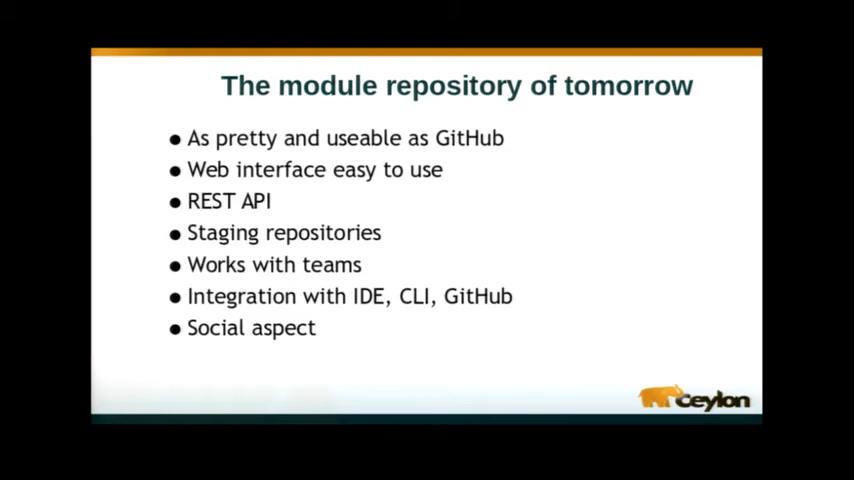 The module repository of tomorrow
● As pretty and useable as GitHub
● Web interface easy to use
● REST API
● Staging repositories
● Works with teams
● Integration with IDE, CLI, GitHub
● Social aspect
Ceylon